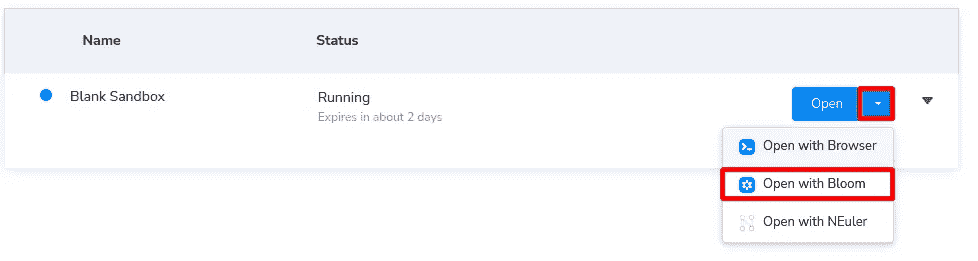 Name Status
Blank Sandbox Running Open
Expires in about 2 days
Open with Browser
Open with Bloom
Open with NEuler